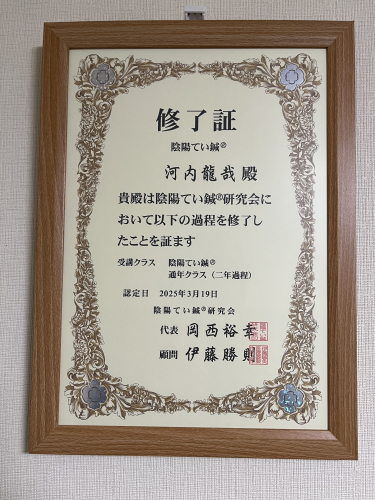 修了証
陰陽てい鍼®
河内龍哉 殿
貴殿は陰陽てい鍼®研究会に
おいて以下の過程を修了し
たことを証ます
受講クラス 陰陽てい鍼®
通年クラス（二年過程）
認定日 2025年3月19日
陰陽てい鍼®研究会
代表 岡西裕幸
顧問 伊藤勝則